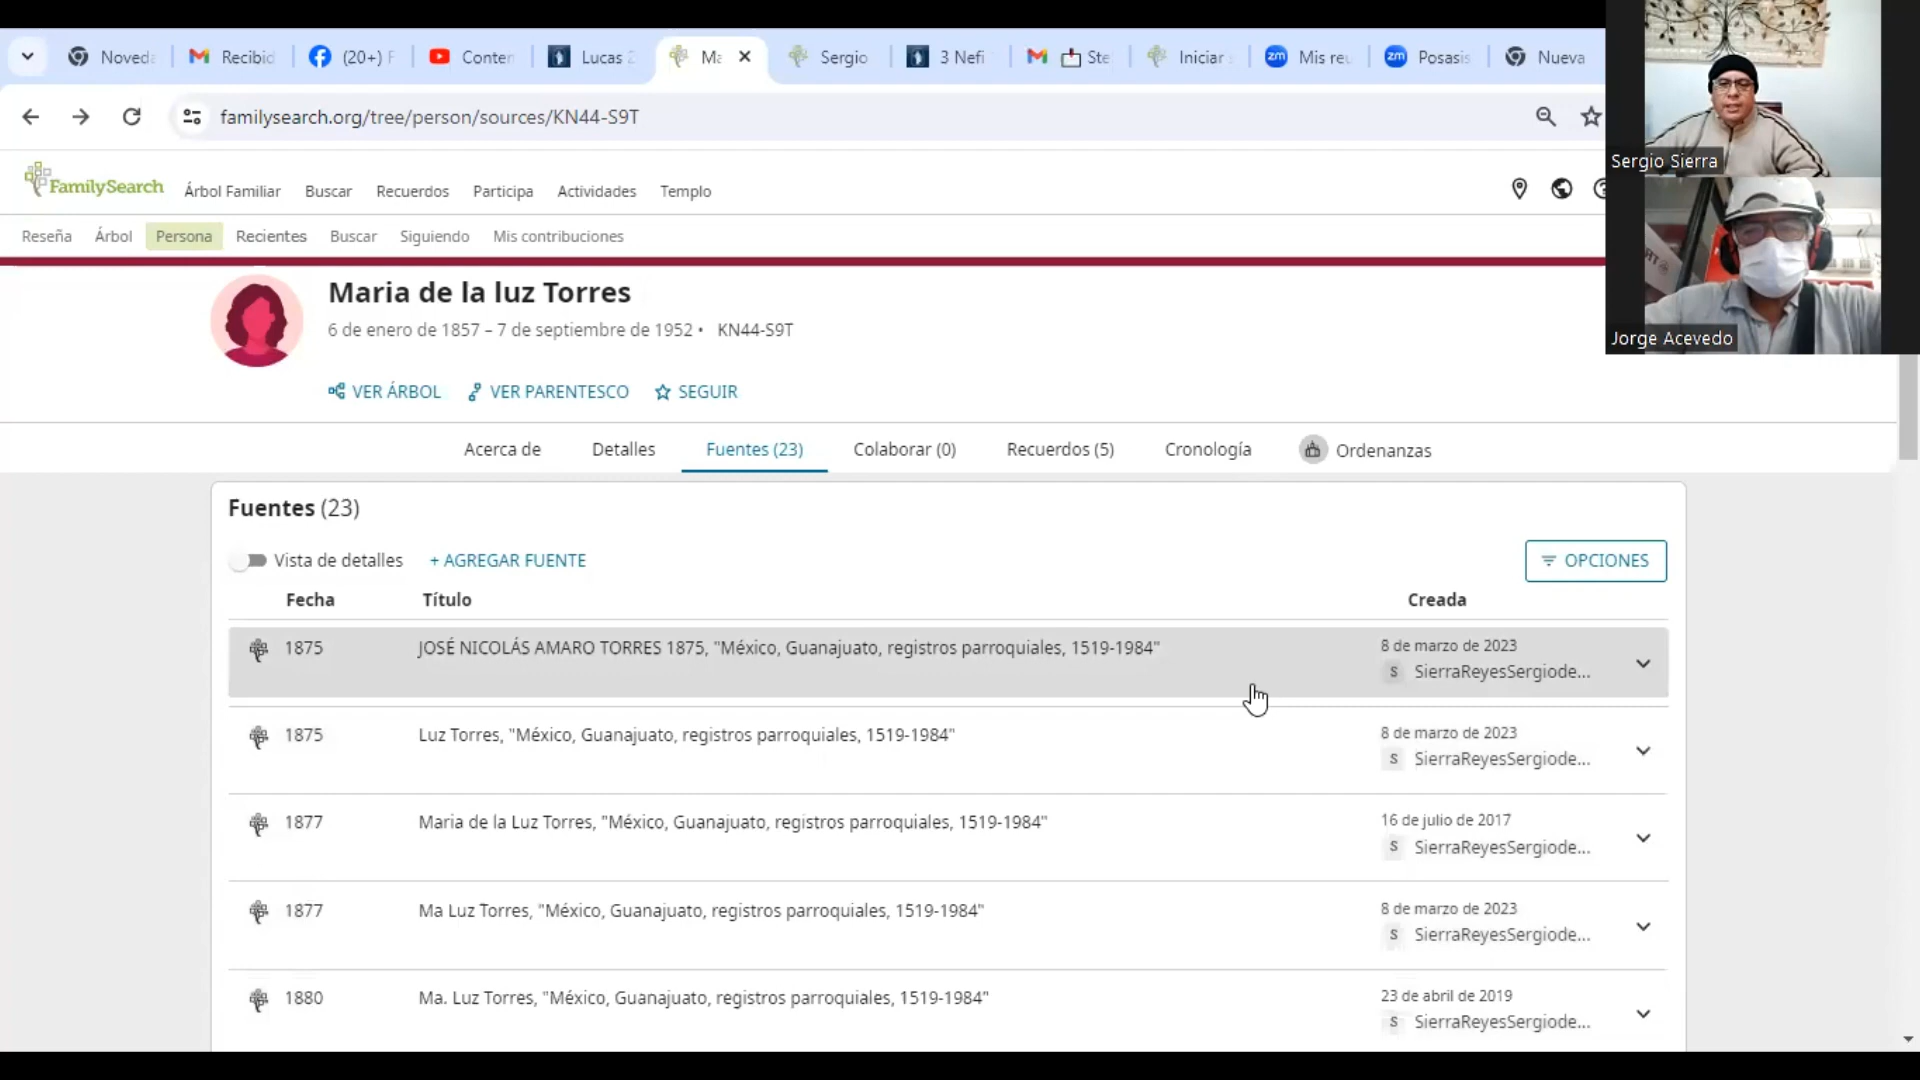 Noveda
Recibid
(20+) F
Conten
Lucas 2
Ma
Sergio
3 Nefi
Ste
Iniciar s
zm Mis reu
zm Posasis
Nueva
familysearch.org/tree/person/sources/KN44-S9T
FamilySearch
Árbol Familiar Buscar Recuerdos Participa Actividades Templo
Reseña Árbol Persona Recientes Buscar Siguiendo Mis contribuciones
Sergio Sierra
Jorge Acevedo
Maria de la luz Torres
6 de enero de 1857 – 7 de septiembre de 1952 • KN44-S9T
VER ÁRBOL VER PARENTESCO SEGUIR
Acerca de Detalles Fuentes (23) Colaborar (0) Recuerdos (5) Cronología Ordenanzas
Fuentes (23)
Vista de detalles + AGREGAR FUENTE OPCIONES
Fecha Título Creada
1875 JOSÉ NICOLÁS AMARO TORRES 1875, "México, Guanajuato, registros parroquiales, 1519-1984" 8 de marzo de 2023
S SierraReyesSergiode...
1875 Luz Torres, "México, Guanajuato, registros parroquiales, 1519-1984" 8 de marzo de 2023
S SierraReyesSergiode...
1877 Maria de la Luz Torres, "México, Guanajuato, registros parroquiales, 1519-1984" 16 de julio de 2017
S SierraReyesSergiode...
1877 Ma Luz Torres, "México, Guanajuato, registros parroquiales, 1519-1984" 8 de marzo de 2023
S SierraReyesSergiode...
1880 Ma. Luz Torres, "México, Guanajuato, registros parroquiales, 1519-1984" 23 de abril de 2019
S SierraReyesSergiode...